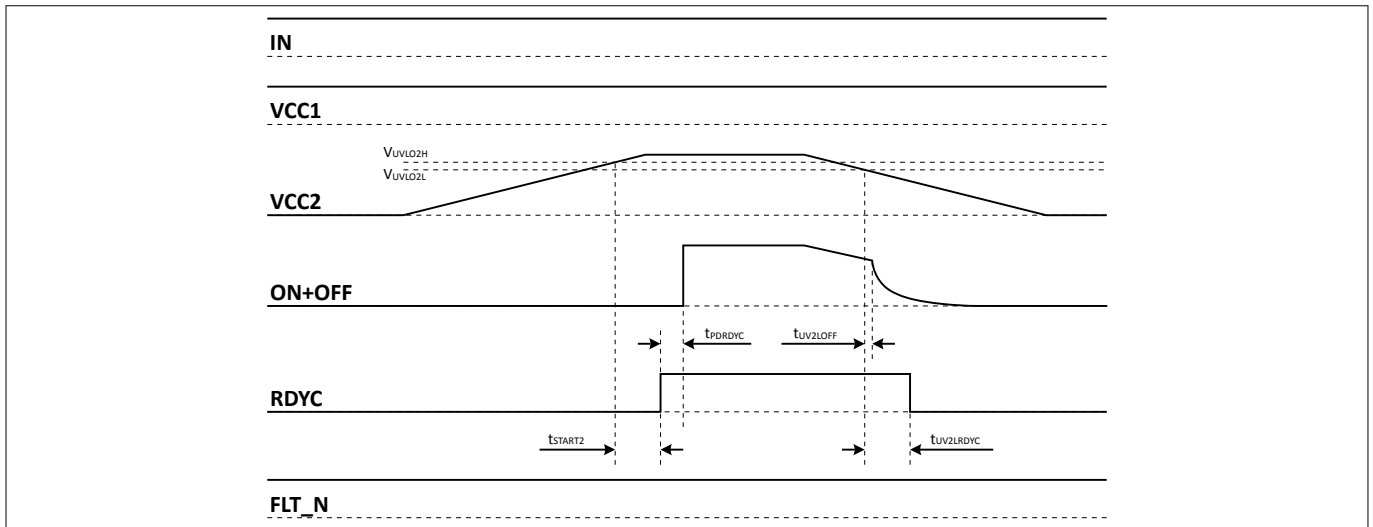 IN
VCC1
VUVLO2H
VUVLO2L
VCC2
ON+OFF
tPDRDYC
tUV2LOFF
RDYC
tSTART2
tUV2LRDYC
FLT_N